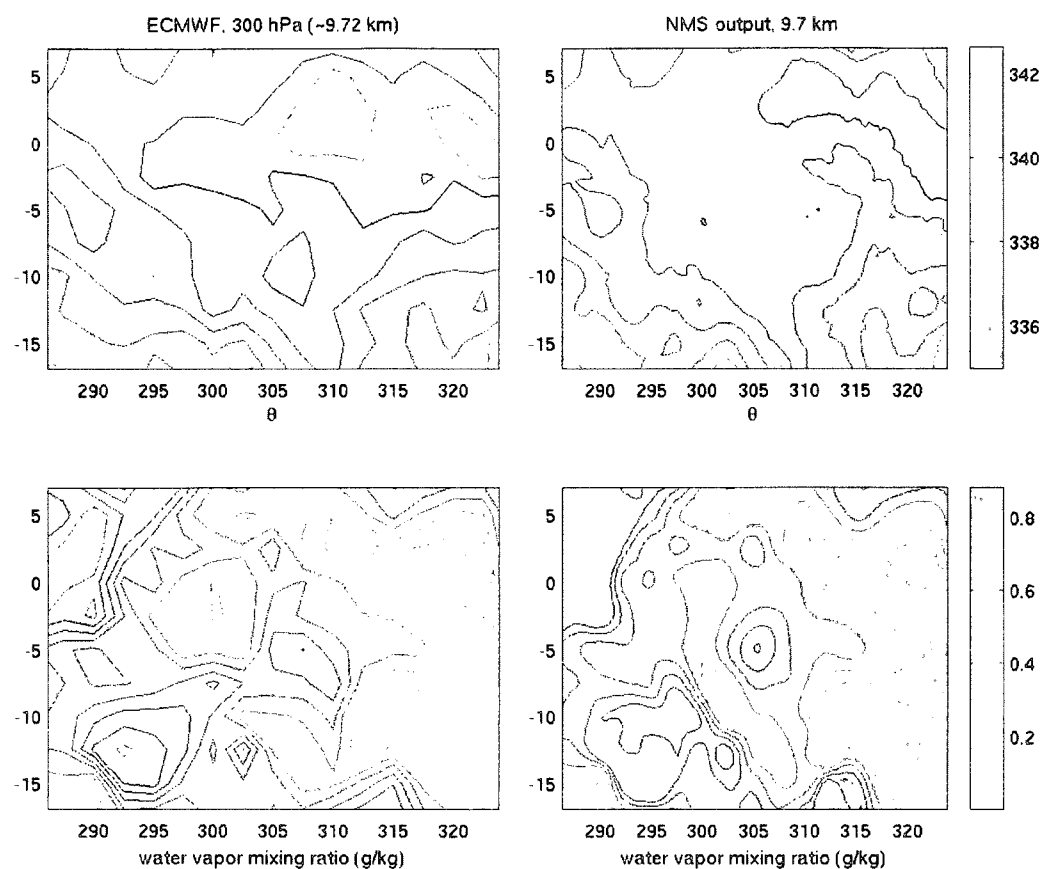 ECMWF, 300 hPa (~9.72 km)
NMS output, 9.7 km
5
0
-5
-10
-15
290 295 300 305 310 315 320
θ
5
0
-5
-10
-15
290 295 300 305 310 315 320
θ
342
340
338
336
5
0
-5
-10
-15
290 295 300 305 310 315 320
water vapor mixing ratio (g/kg)
5
0
-5
-10
-15
290 295 300 305 310 315 320
water vapor mixing ratio (g/kg)
0.8
0.6
0.4
0.2